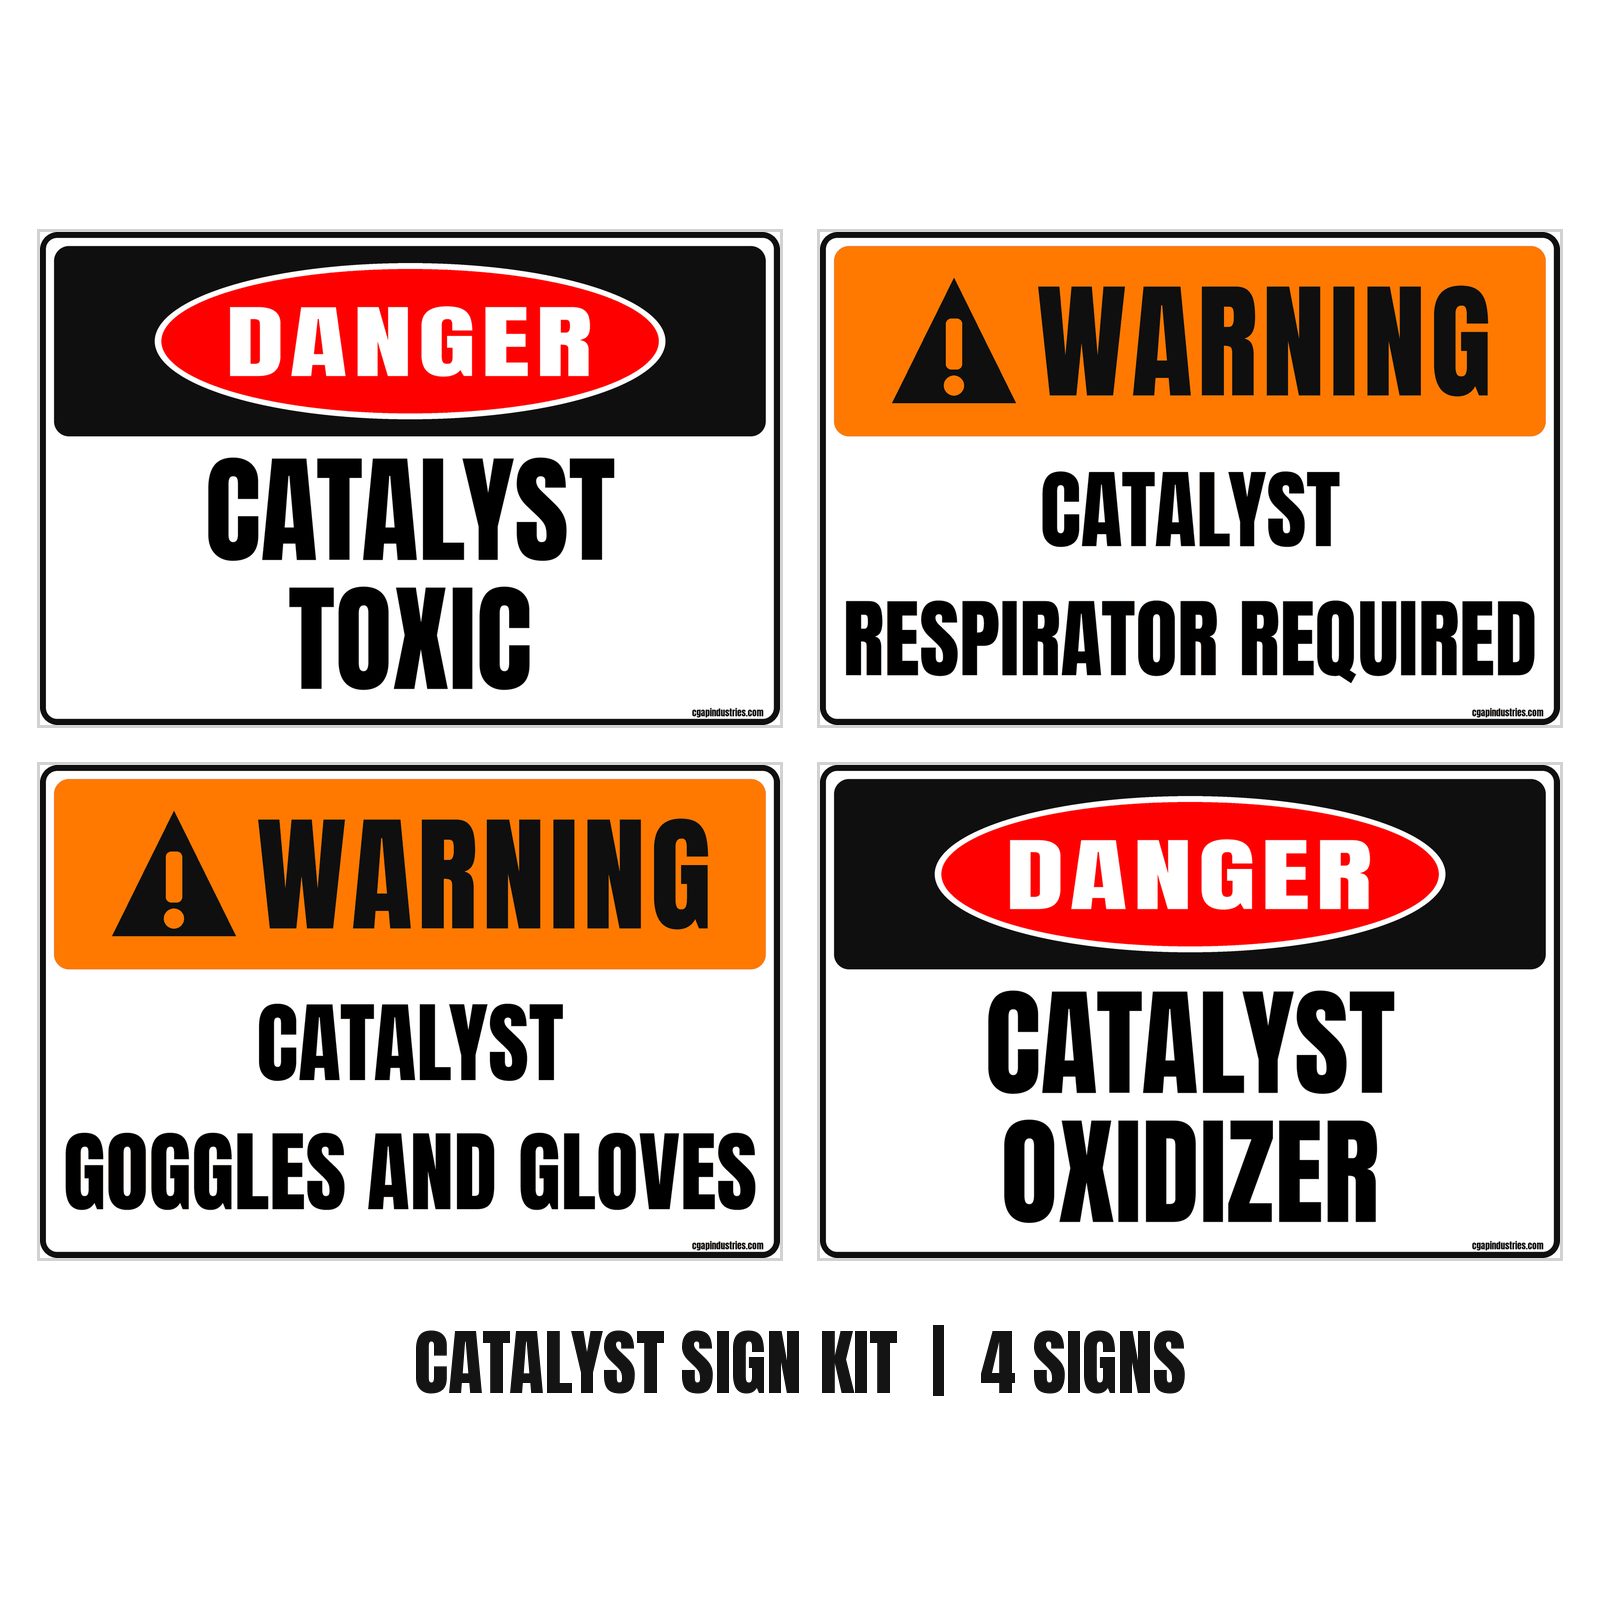 DANGER
CATALYST
TOXIC
cgapindustries.com
WARNING
CATALYST
RESPIRATOR REQUIRED
cgapindustries.com
WARNING
CATALYST
GOGGLES AND GLOVES
cgapindustries.com
DANGER
CATALYST
OXIDIZER
cgapindustries.com
CATALYST SIGN KIT | 4 SIGNS